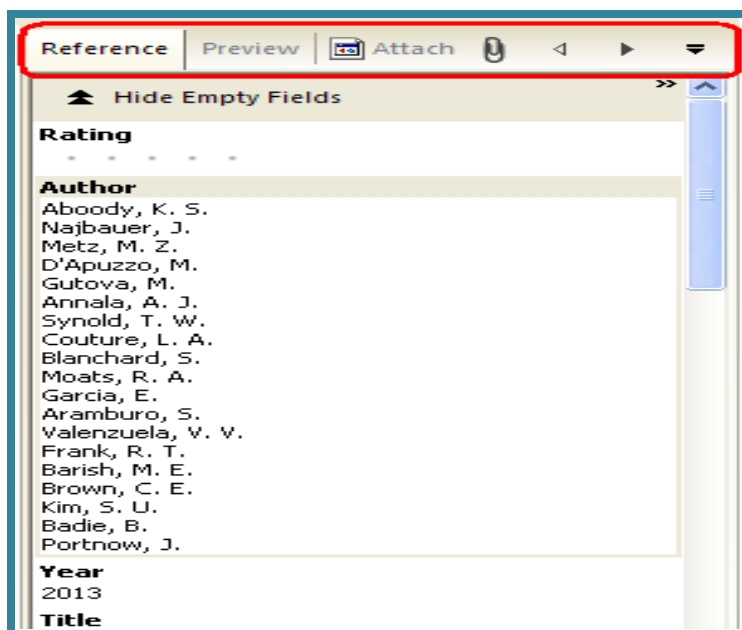 Reference Preview Attach
Hide Empty Fields »
Rating
Author
Aboody, K. S.
Najbauer, J.
Metz, M. Z.
D'Apuzzo, M.
Gutova, M.
Annala, A. J.
Synold, T. W.
Couture, L. A.
Blanchard, S.
Moats, R. A.
Garcia, E.
Aramburo, S.
Valenzuela, V. V.
Frank, R. T.
Barish, M. E.
Brown, C. E.
Kim, S. U.
Badie, B.
Portnow, J.
Year
2013
Title